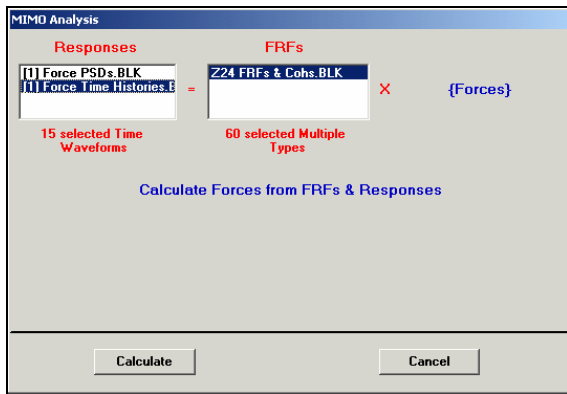 MIMO Analysis
Responses FRFs
[1] Force PSDs.BLK Z24 FRFs & Cohs.BLK
[1] Force Time Histories.E = X {Forces}
15 selected Time 60 selected Multiple
Waveforms Types
Calculate Forces from FRFs & Responses
Calculate Cancel